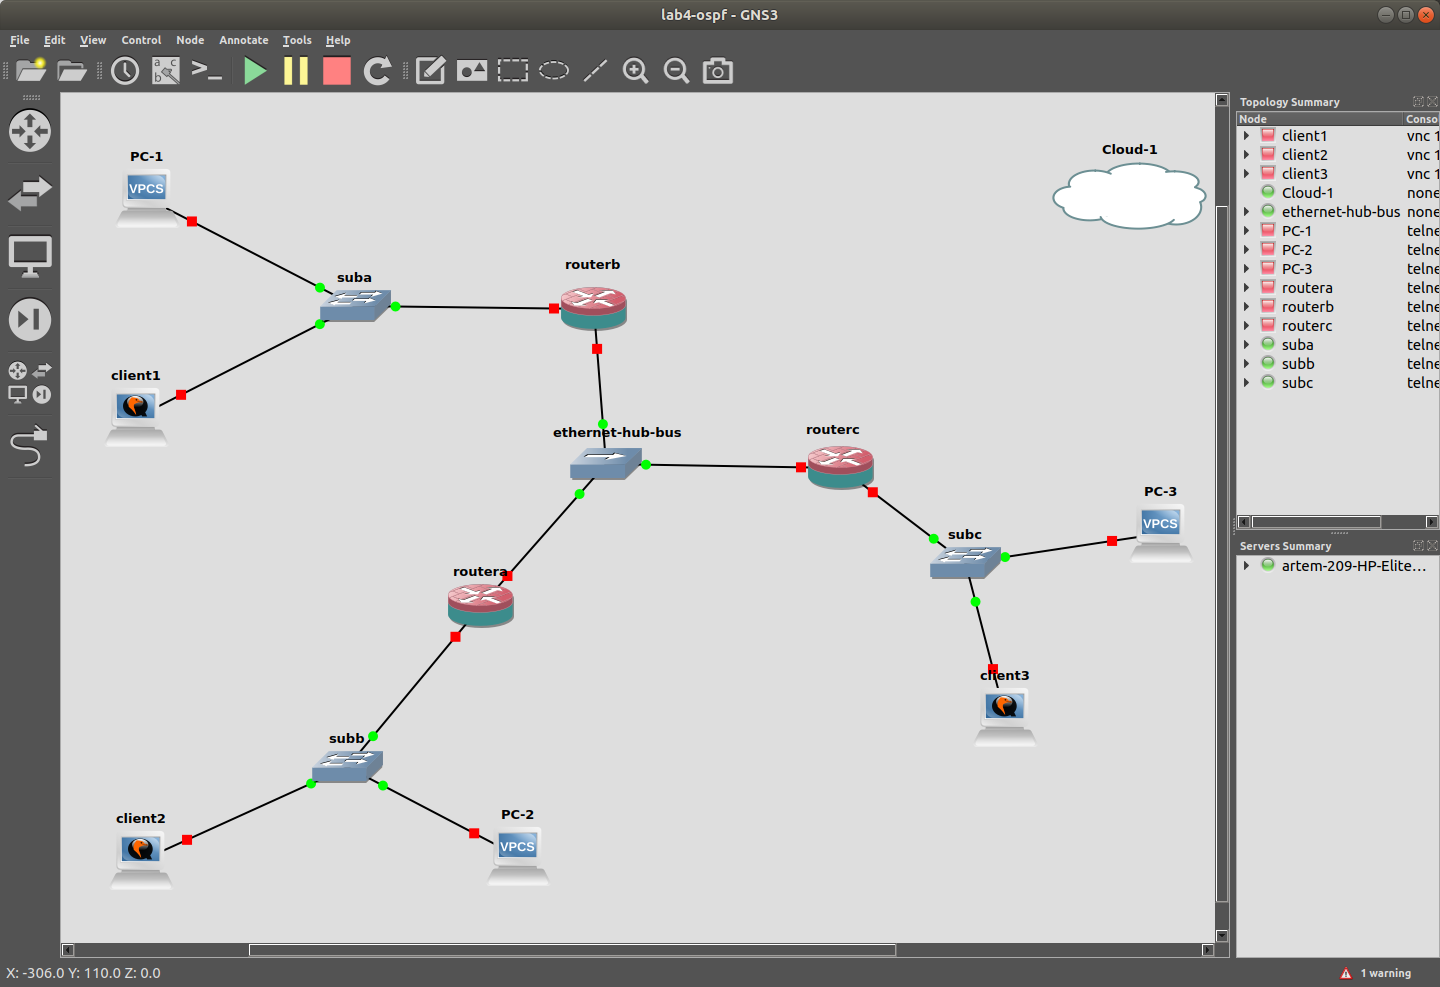 lab4-ospf - GNS3
File Edit View Control Node Annotate Tools Help
a c
b
PC-1
VPCS
Cloud-1
suba
routerb
client1
ethernet-hub-bus
routerc
PC-3
VPCS
subc
routera
client3
subb
client2
PC-2
VPCS
Topology Summary
Node Conso
client1 vnc 1
client2 vnc 1
client3 vnc 1
Cloud-1 none
ethernet-hub-bus none
PC-1 telne
PC-2 telne
PC-3 telne
routera telne
routerb telne
routerc telne
suba telne
subb telne
subc telne
Servers Summary
artem-209-HP-Elite...
X: -306.0 Y: 110.0 Z: 0.0
1 warning